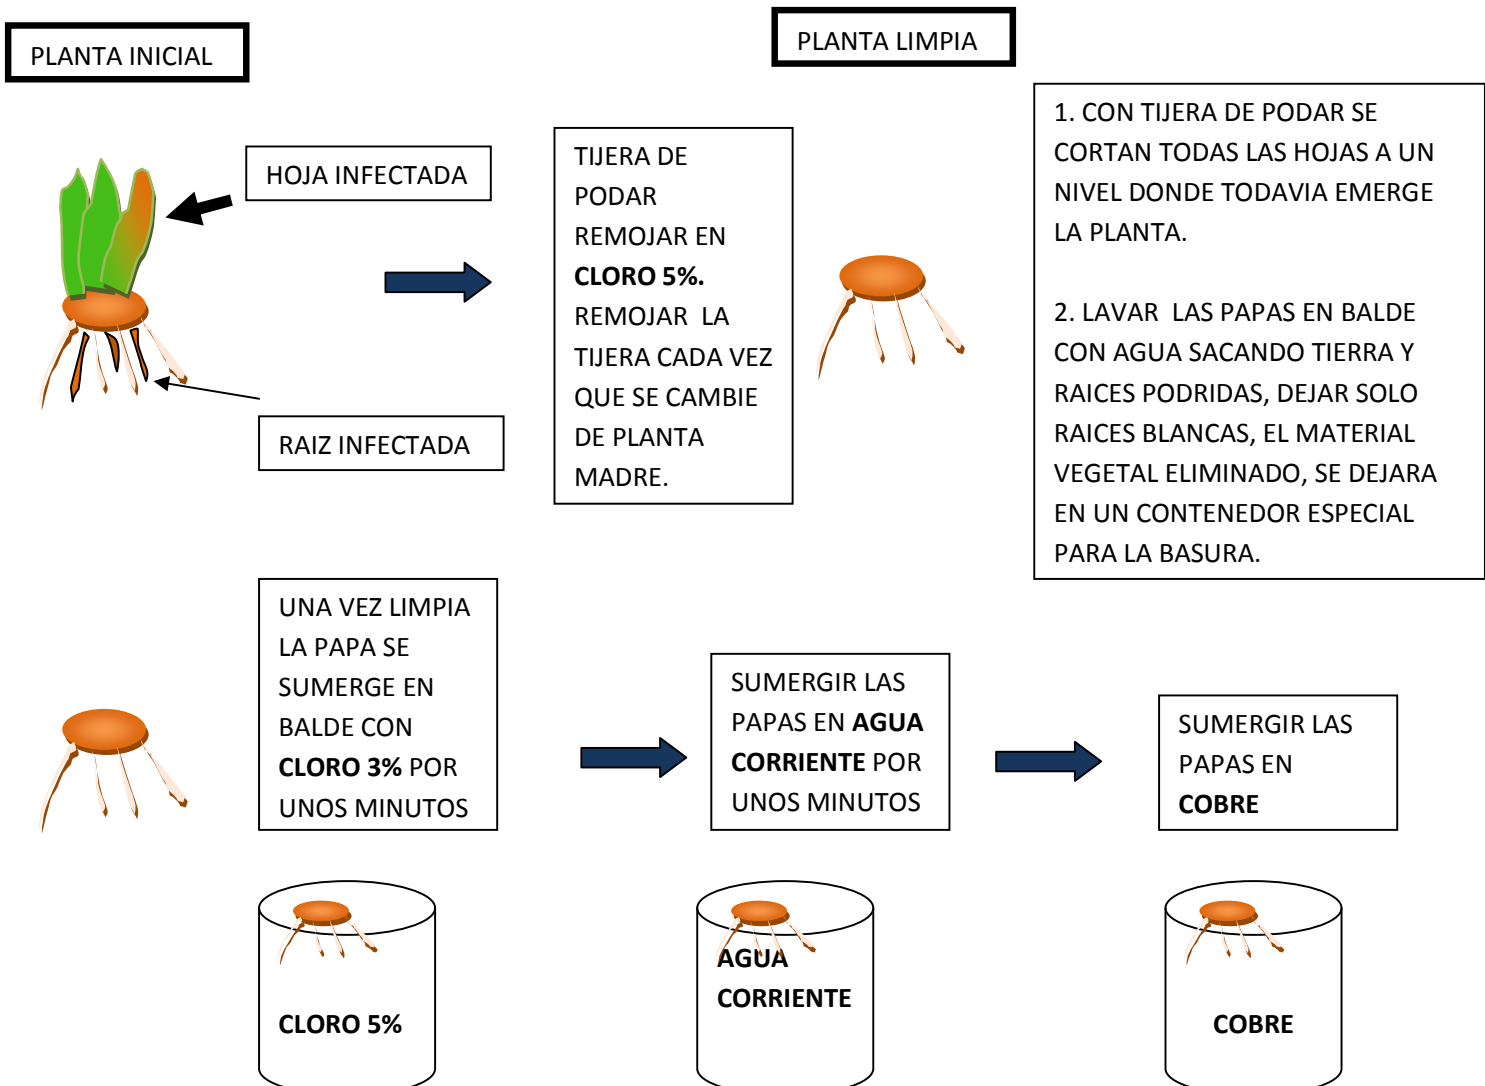 PLANTA INICIAL
PLANTA LIMPIA
HOJA INFECTADA
RAIZ INFECTADA
TIJERA DE
PODAR
REMOJAR EN
CLORO 5%.
REMOJAR LA
TIJERA CADA VEZ
QUE SE CAMBIE
DE PLANTA
MADRE.
1. CON TIJERA DE PODAR SE
CORTAN TODAS LAS HOJAS A UN
NIVEL DONDE TODAVIA EMERGE
LA PLANTA.
2. LAVAR LAS PAPAS EN BALDE
CON AGUA SACANDO TIERRA Y
RAICES PODRIDAS, DEJAR SOLO
RAICES BLANCAS, EL MATERIAL
VEGETAL ELIMINADO, SE DEJARA
EN UN CONTENEDOR ESPECIAL
PARA LA BASURA.
UNA VEZ LIMPIA
LA PAPA SE
SUMERGE EN
BALDE CON
CLORO 3% POR
UNOS MINUTOS
SUMERGIR LAS
PAPAS EN AGUA
CORRIENTE POR
UNOS MINUTOS
SUMERGIR LAS
PAPAS EN
COBRE
CLORO 5%
AGUA
CORRIENTE
COBRE